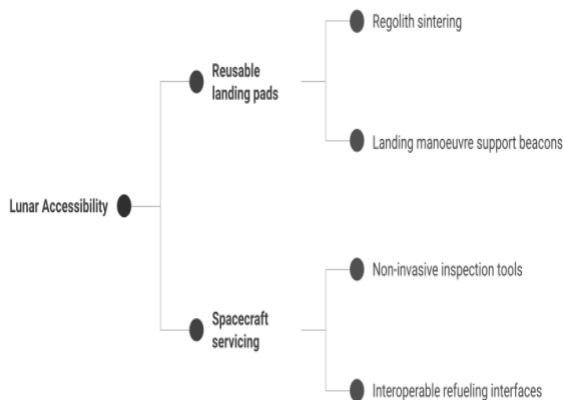 Lunar Accessibility
Reusable
landing pads
Regolith sintering
Landing manoeuvre support beacons
Spacecraft
servicing
Non-invasive inspection tools
Interoperable refueling interfaces